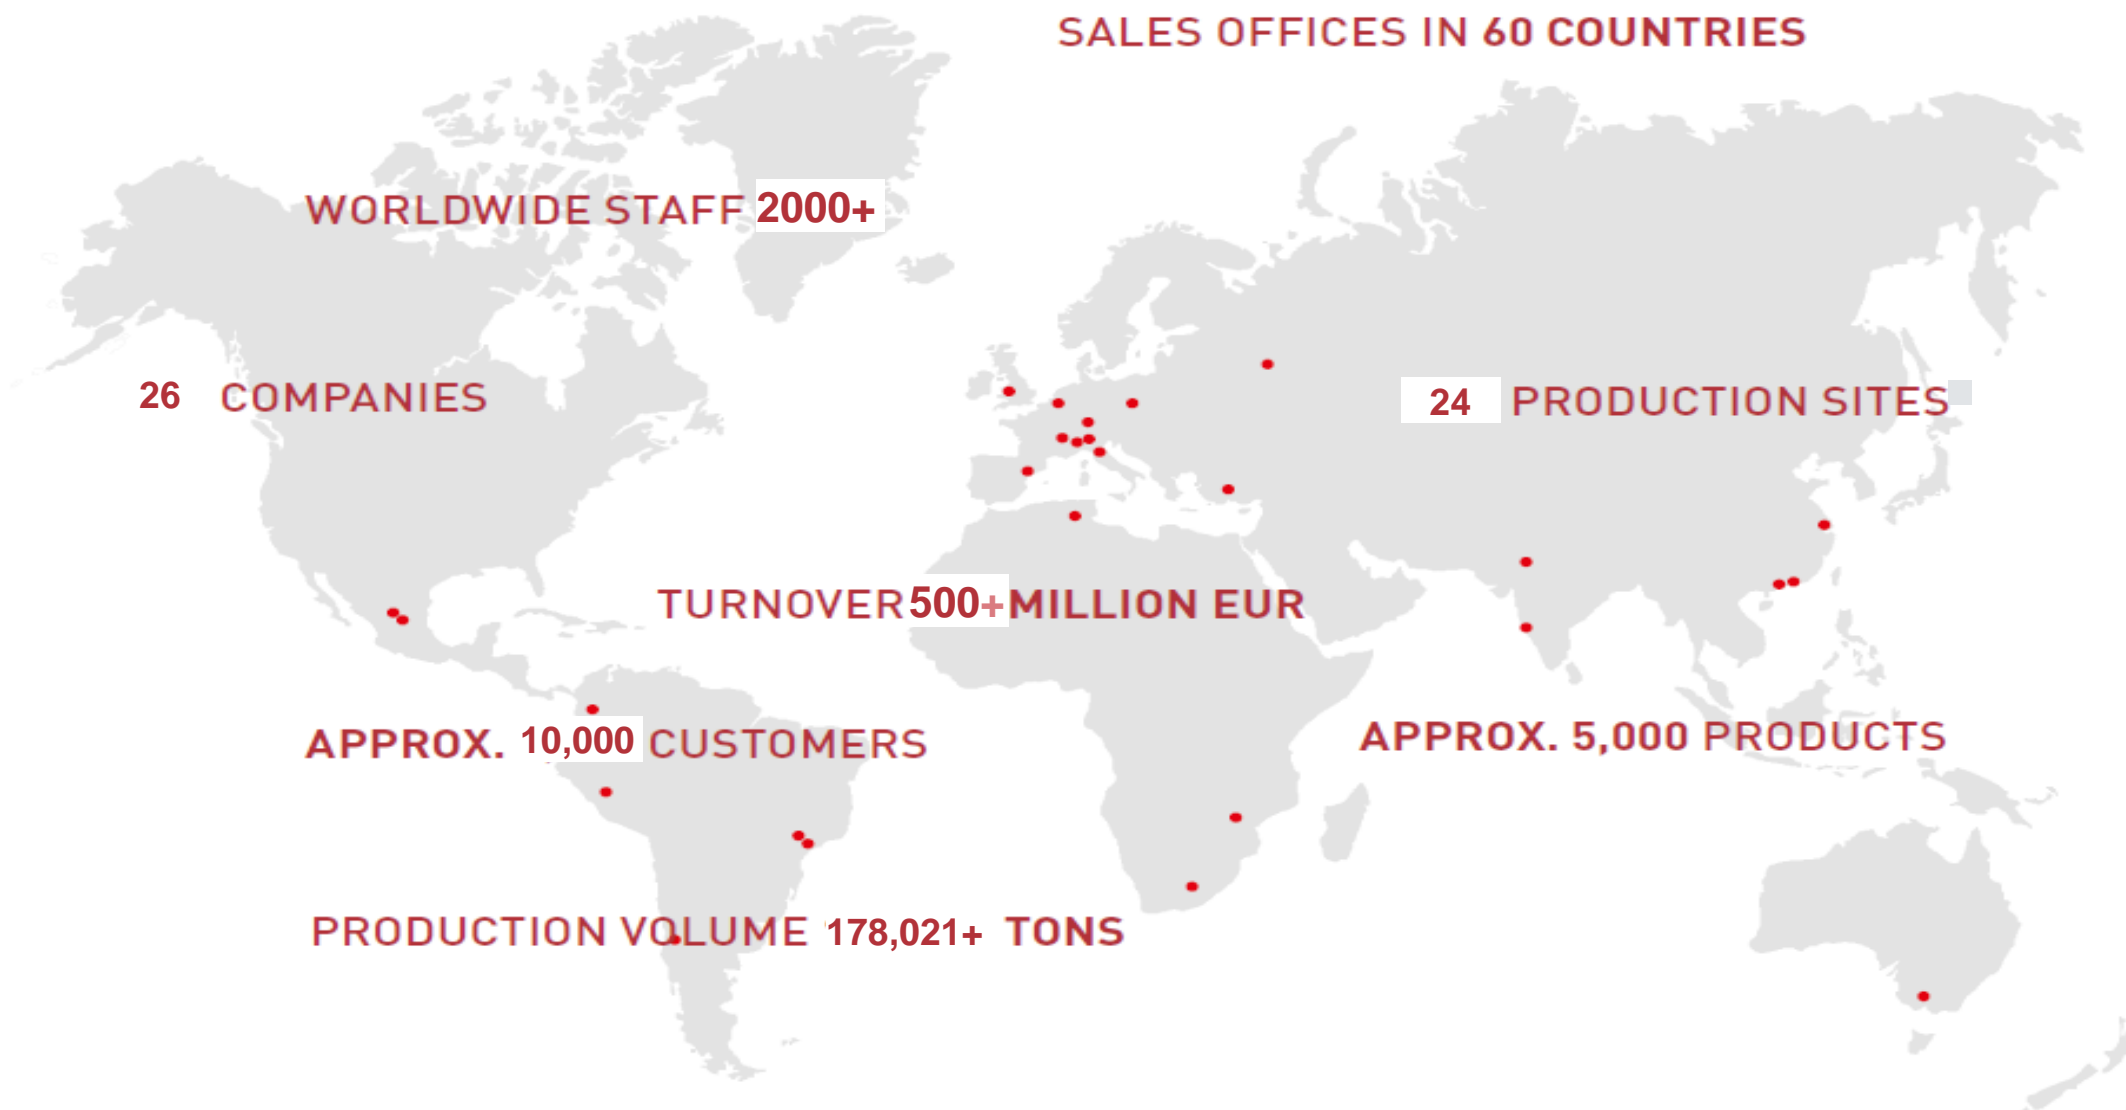 SALES OFFICES IN 60 COUNTRIES
WORLDWIDE STAFF 2000+
26 COMPANIES
24 PRODUCTION SITES
TURNOVER 500+ MILLION EUR
APPROX. 10,000 CUSTOMERS
APPROX. 5,000 PRODUCTS
PRODUCTION VOLUME 178,021+ TONS